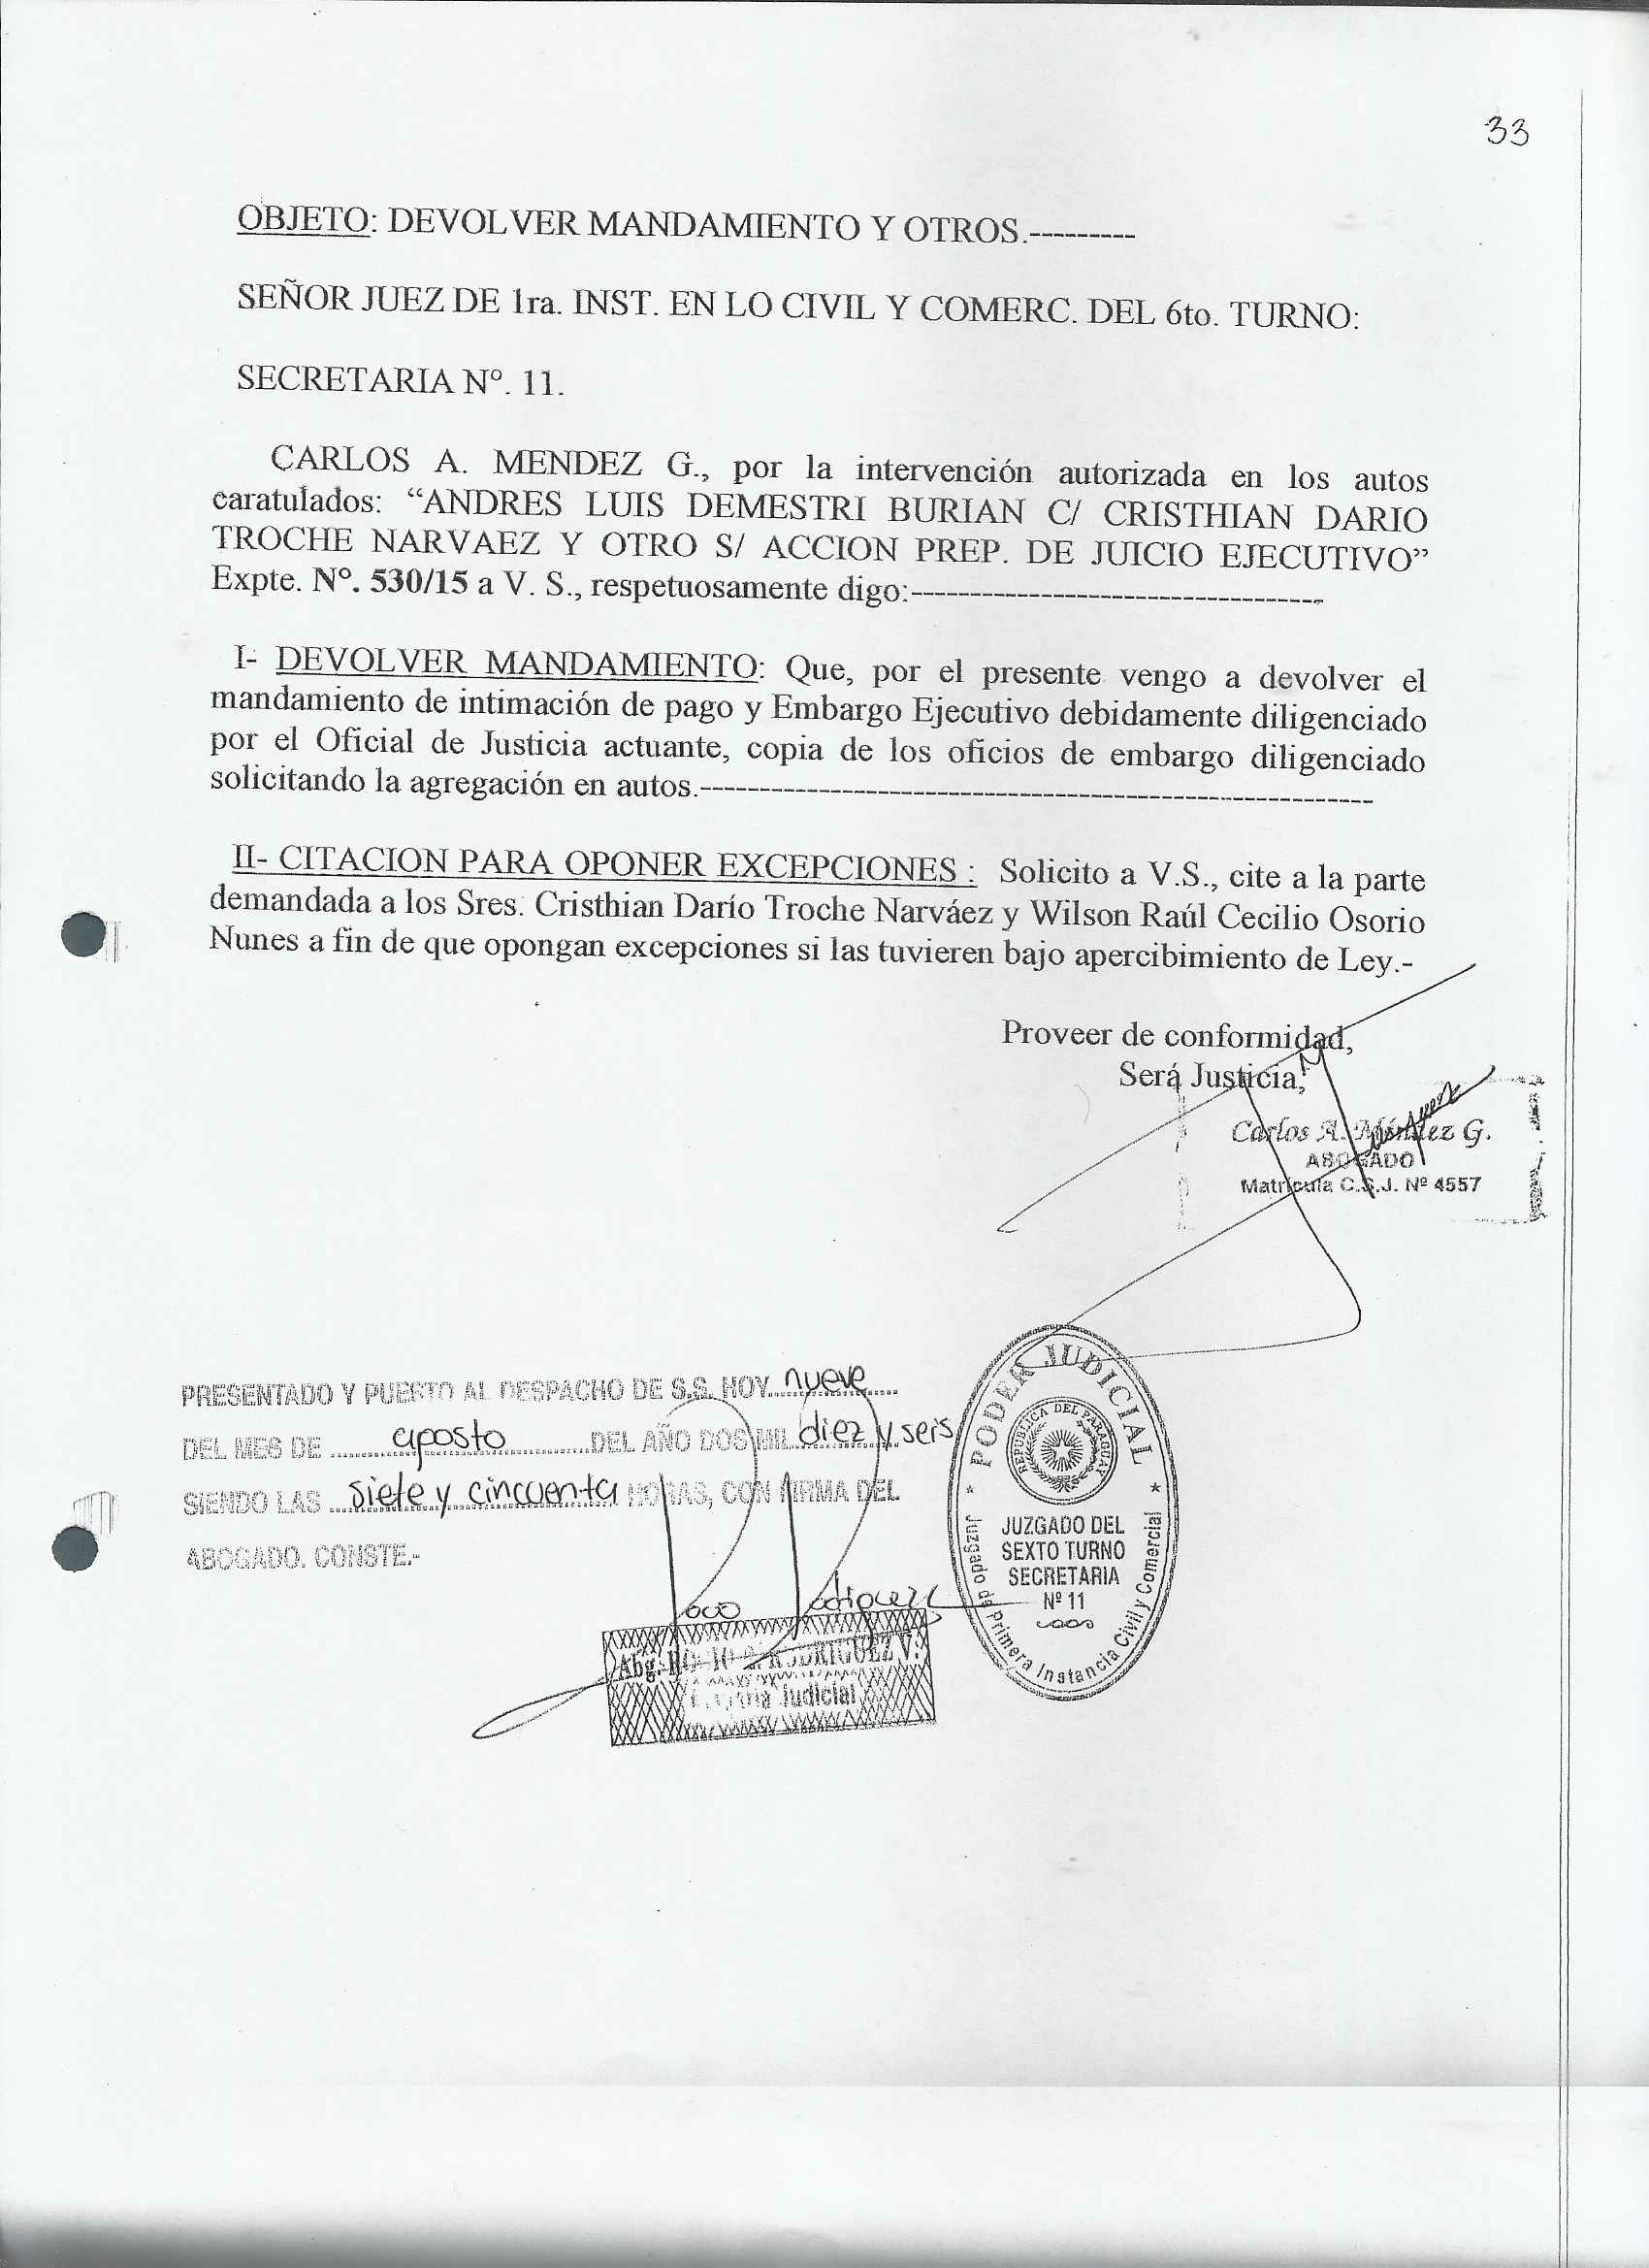 33
OBJETO: DEVOLVER MANDAMIENTO Y OTROS.---------
SEÑOR JUEZ DE 1ra. INST. EN LO CIVIL Y COMERC. DEL 6to. TURNO:
SECRETARIA Nº. 11.
CARLOS A. MENDEZ G., por la intervención autorizada en los autos
caratulados: “ANDRES LUIS DEMESTRI BURIAN C/ CRISTHIAN DARIO
TROCHE NARVAEZ Y OTRO S/ ACCION PREP. DE JUICIO EJECUTIVO”
Expte. Nº. 530/15 a V. S., respetuosamente digo:-----------------------------------
I- DEVOLVER MANDAMIENTO: Que, por el presente vengo a devolver el
mandamiento de intimación de pago y Embargo Ejecutivo debidamente diligenciado
por el Oficial de Justicia actuante, copia de los oficios de embargo diligenciado
solicitando la agregación en autos.---------------------------------------------------------
II- CITACION PARA OPONER EXCEPCIONES : Solicito a V.S., cite a la parte
demandada a los Sres. Cristhian Darío Troche Narváez y Wilson Raúl Cecilio Osorio
Nunes a fin de que opongan excepciones si las tuvieren bajo apercibimiento de Ley.-
Proveer de conformidad,
Será Justicia,
Carlos A. Méndez G.
ABOGADO
Matrícula C.S.J. Nº 4557
PRESENTADO Y PUESTO AL DESPACHO DE S.S. HOY nueve
DEL MES DE agosto DEL AÑO DOS MIL diez y seis
SIENDO LAS siete y cincuenta HORAS, CON FIRMA DEL
ABOGADO. CONSTE.-
PODER JUDICIAL
REPUBLICA DEL PARAGUAY
JUZGADO DEL
SEXTO TURNO
SECRETARIA
Nº 11
Juzgado de Primera Instancia Civil y Comercial
Abg. RODRIGUEZ V.
Judicial